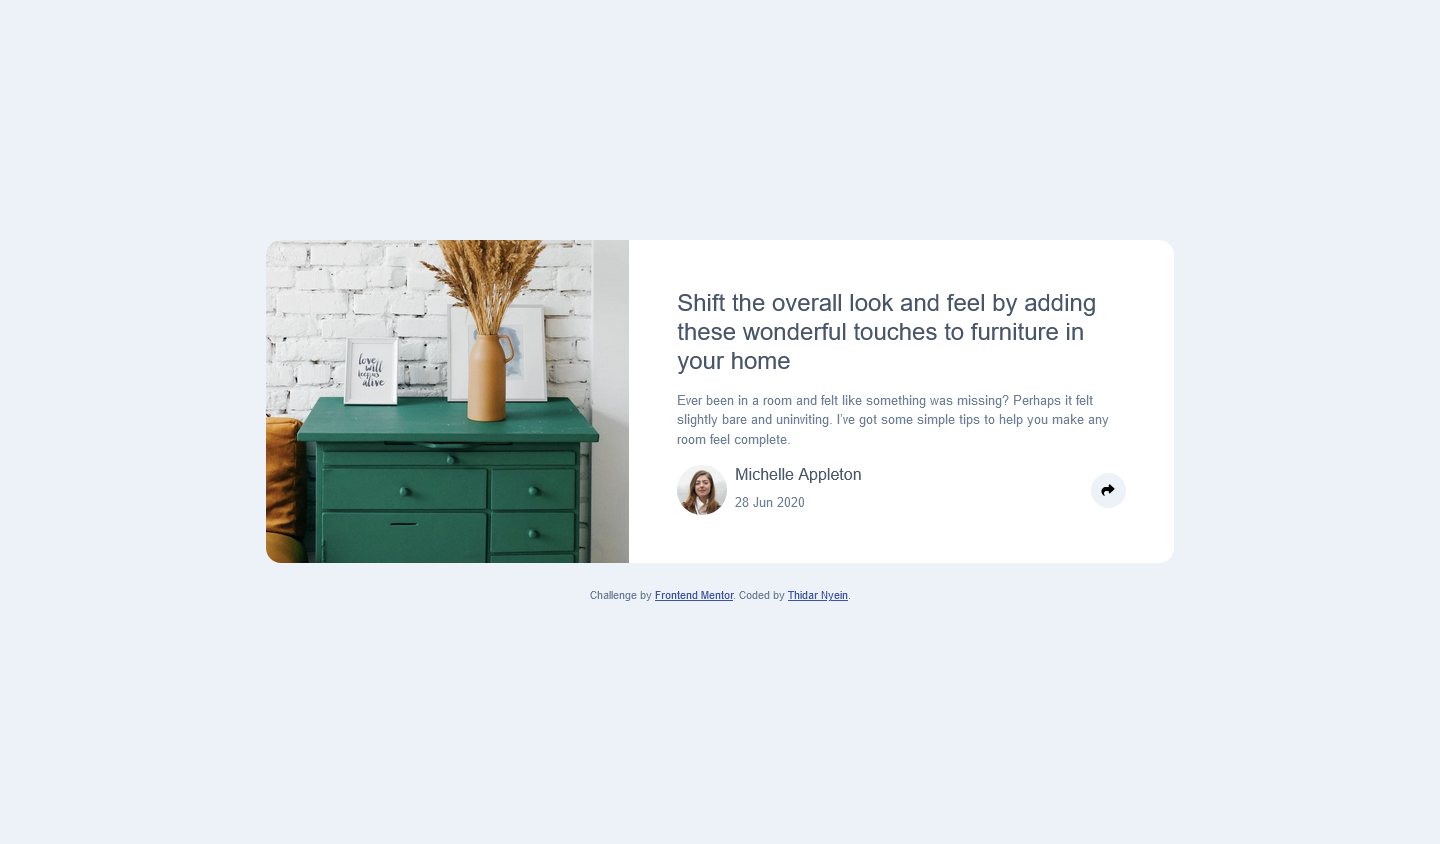 love
will
keep us
alive
Shift the overall look and feel by adding
these wonderful touches to furniture in
your home
Ever been in a room and felt like something was missing? Perhaps it felt
slightly bare and uninviting. I've got some simple tips to help you make any
room feel complete.
Michelle Appleton
28 Jun 2020
Challenge by Frontend Mentor. Coded by Thidar Nyein.